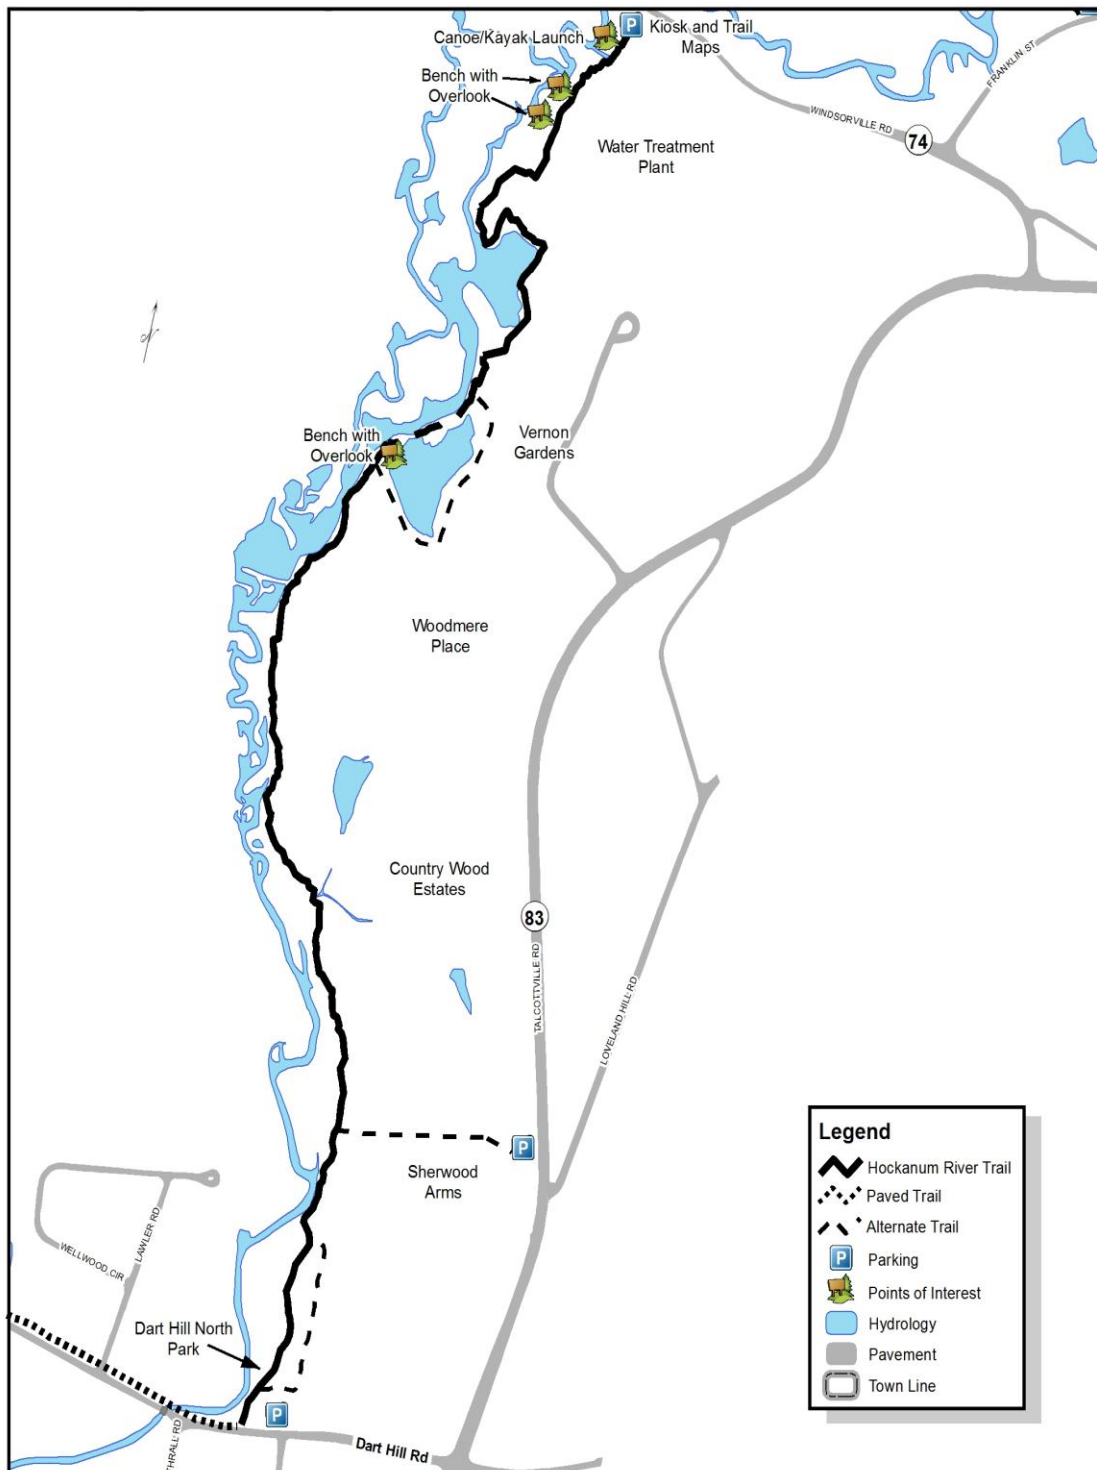 Canoe/Kayak Launch
P
Kiosk and Trail
Maps
Bench with
Overlook
FRANKLIN ST
WINDSORVILLE RD
74
Water Treatment
Plant
N
Bench with
Overlook
Vernon
Gardens
Woodmere
Place
Country Wood
Estates
83
TALCOTTVILLE RD
LOVELAND HILL RD
P
Sherwood
Arms
LAWLER RD
WELLWOOD CIR
Dart Hill North
Park
P
THRALL RD
Dart Hill Rd
Legend
Hockanum River Trail
Paved Trail
Alternate Trail
P Parking
Points of Interest
Hydrology
Pavement
Town Line